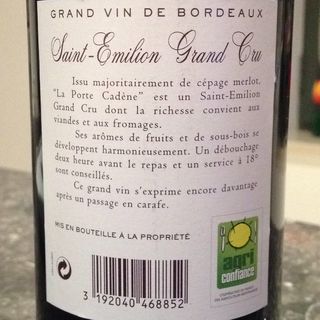 GRAND VIN DE BORDEAUX
Saint-Emilion Grand Cru
Issu majoritairement de cépage merlot,
"La Porte Cadène" est un Saint-Emilion
Grand Cru dont la richesse convient aux
viandes et aux fromages.
Ses arômes de fruits et de sous-bois se
développent harmonieusement. Un débouchage
deux heure avant le repas et un service à 18°
sont conseillés.
Ce grand vin s'exprime encore davantage
après un passage en carafe.
MIS EN BOUTEILLE À LA PROPRIÉTÉ
agri
confiance
3 192040 468852